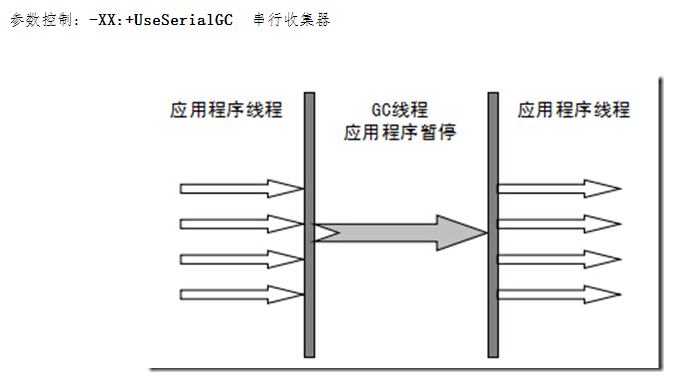 参数控制：-XX:+UseSerialGC 串行收集器
应用程序线程
GC线程
应用程序暂停
应用程序线程